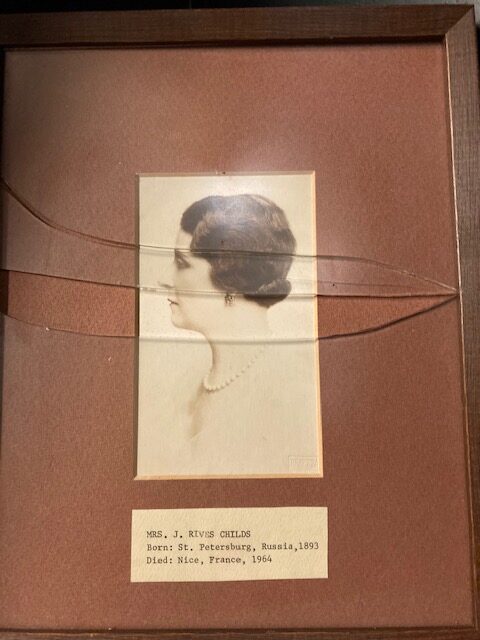 MRS. J. RIVES CHILDS
Born: St. Petersburg, Russia,1893
Died: Nice, France, 1964